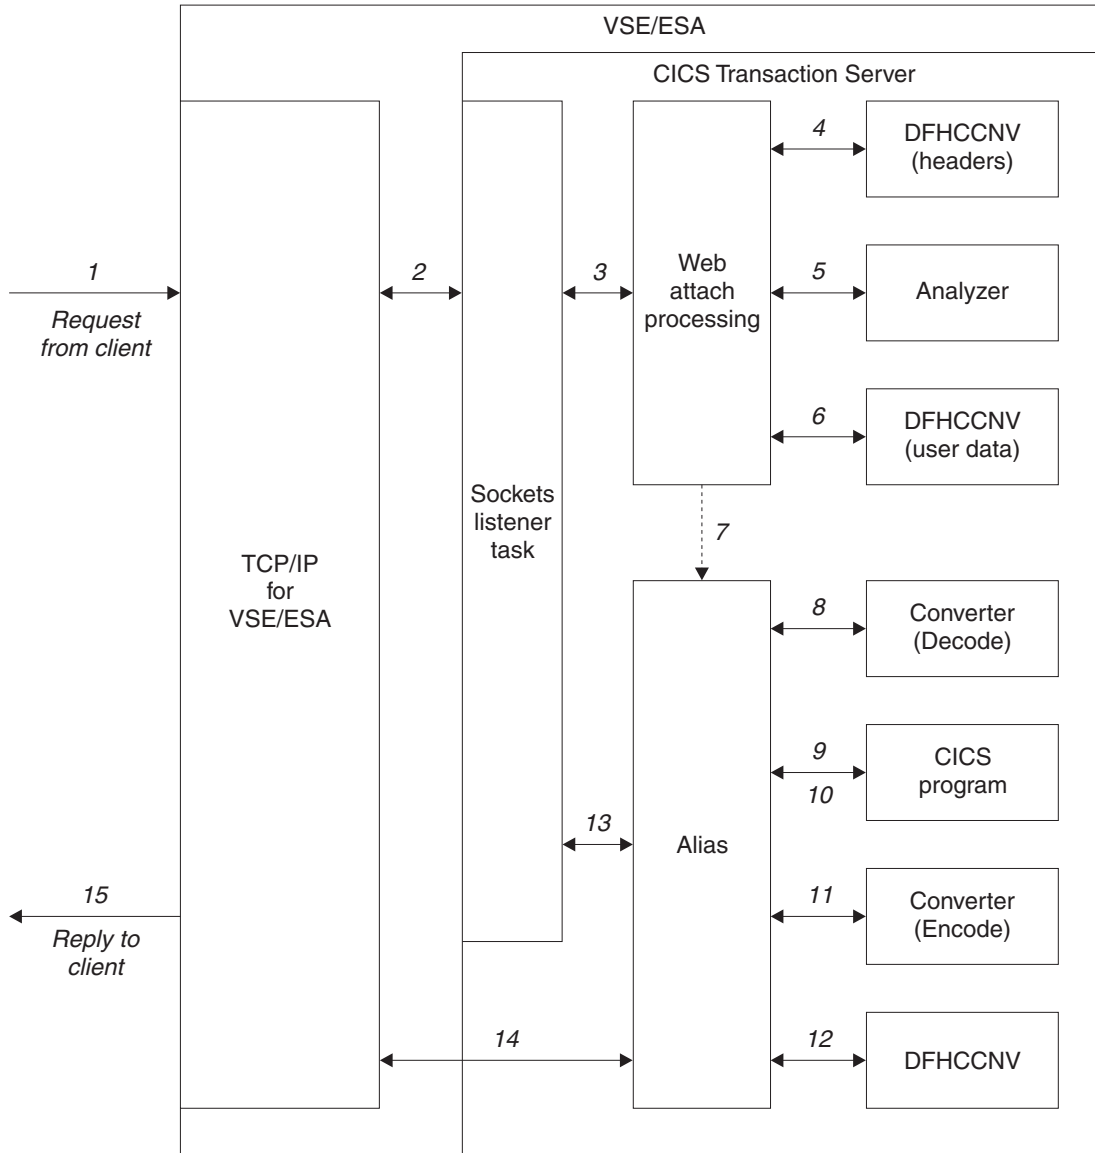 VSE/ESA
CICS Transaction Server
4
DFHCCNV
(headers)
1
Request
from client
2
3
Web
attach
processing
5
Analyzer
6
DFHCCNV
(user data)
Sockets
listener
task
7
TCP/IP
for
VSE/ESA
8
Converter
(Decode)
9
10
CICS
program
13
Alias
15
Reply to
client
11
Converter
(Encode)
14
12
DFHCCNV